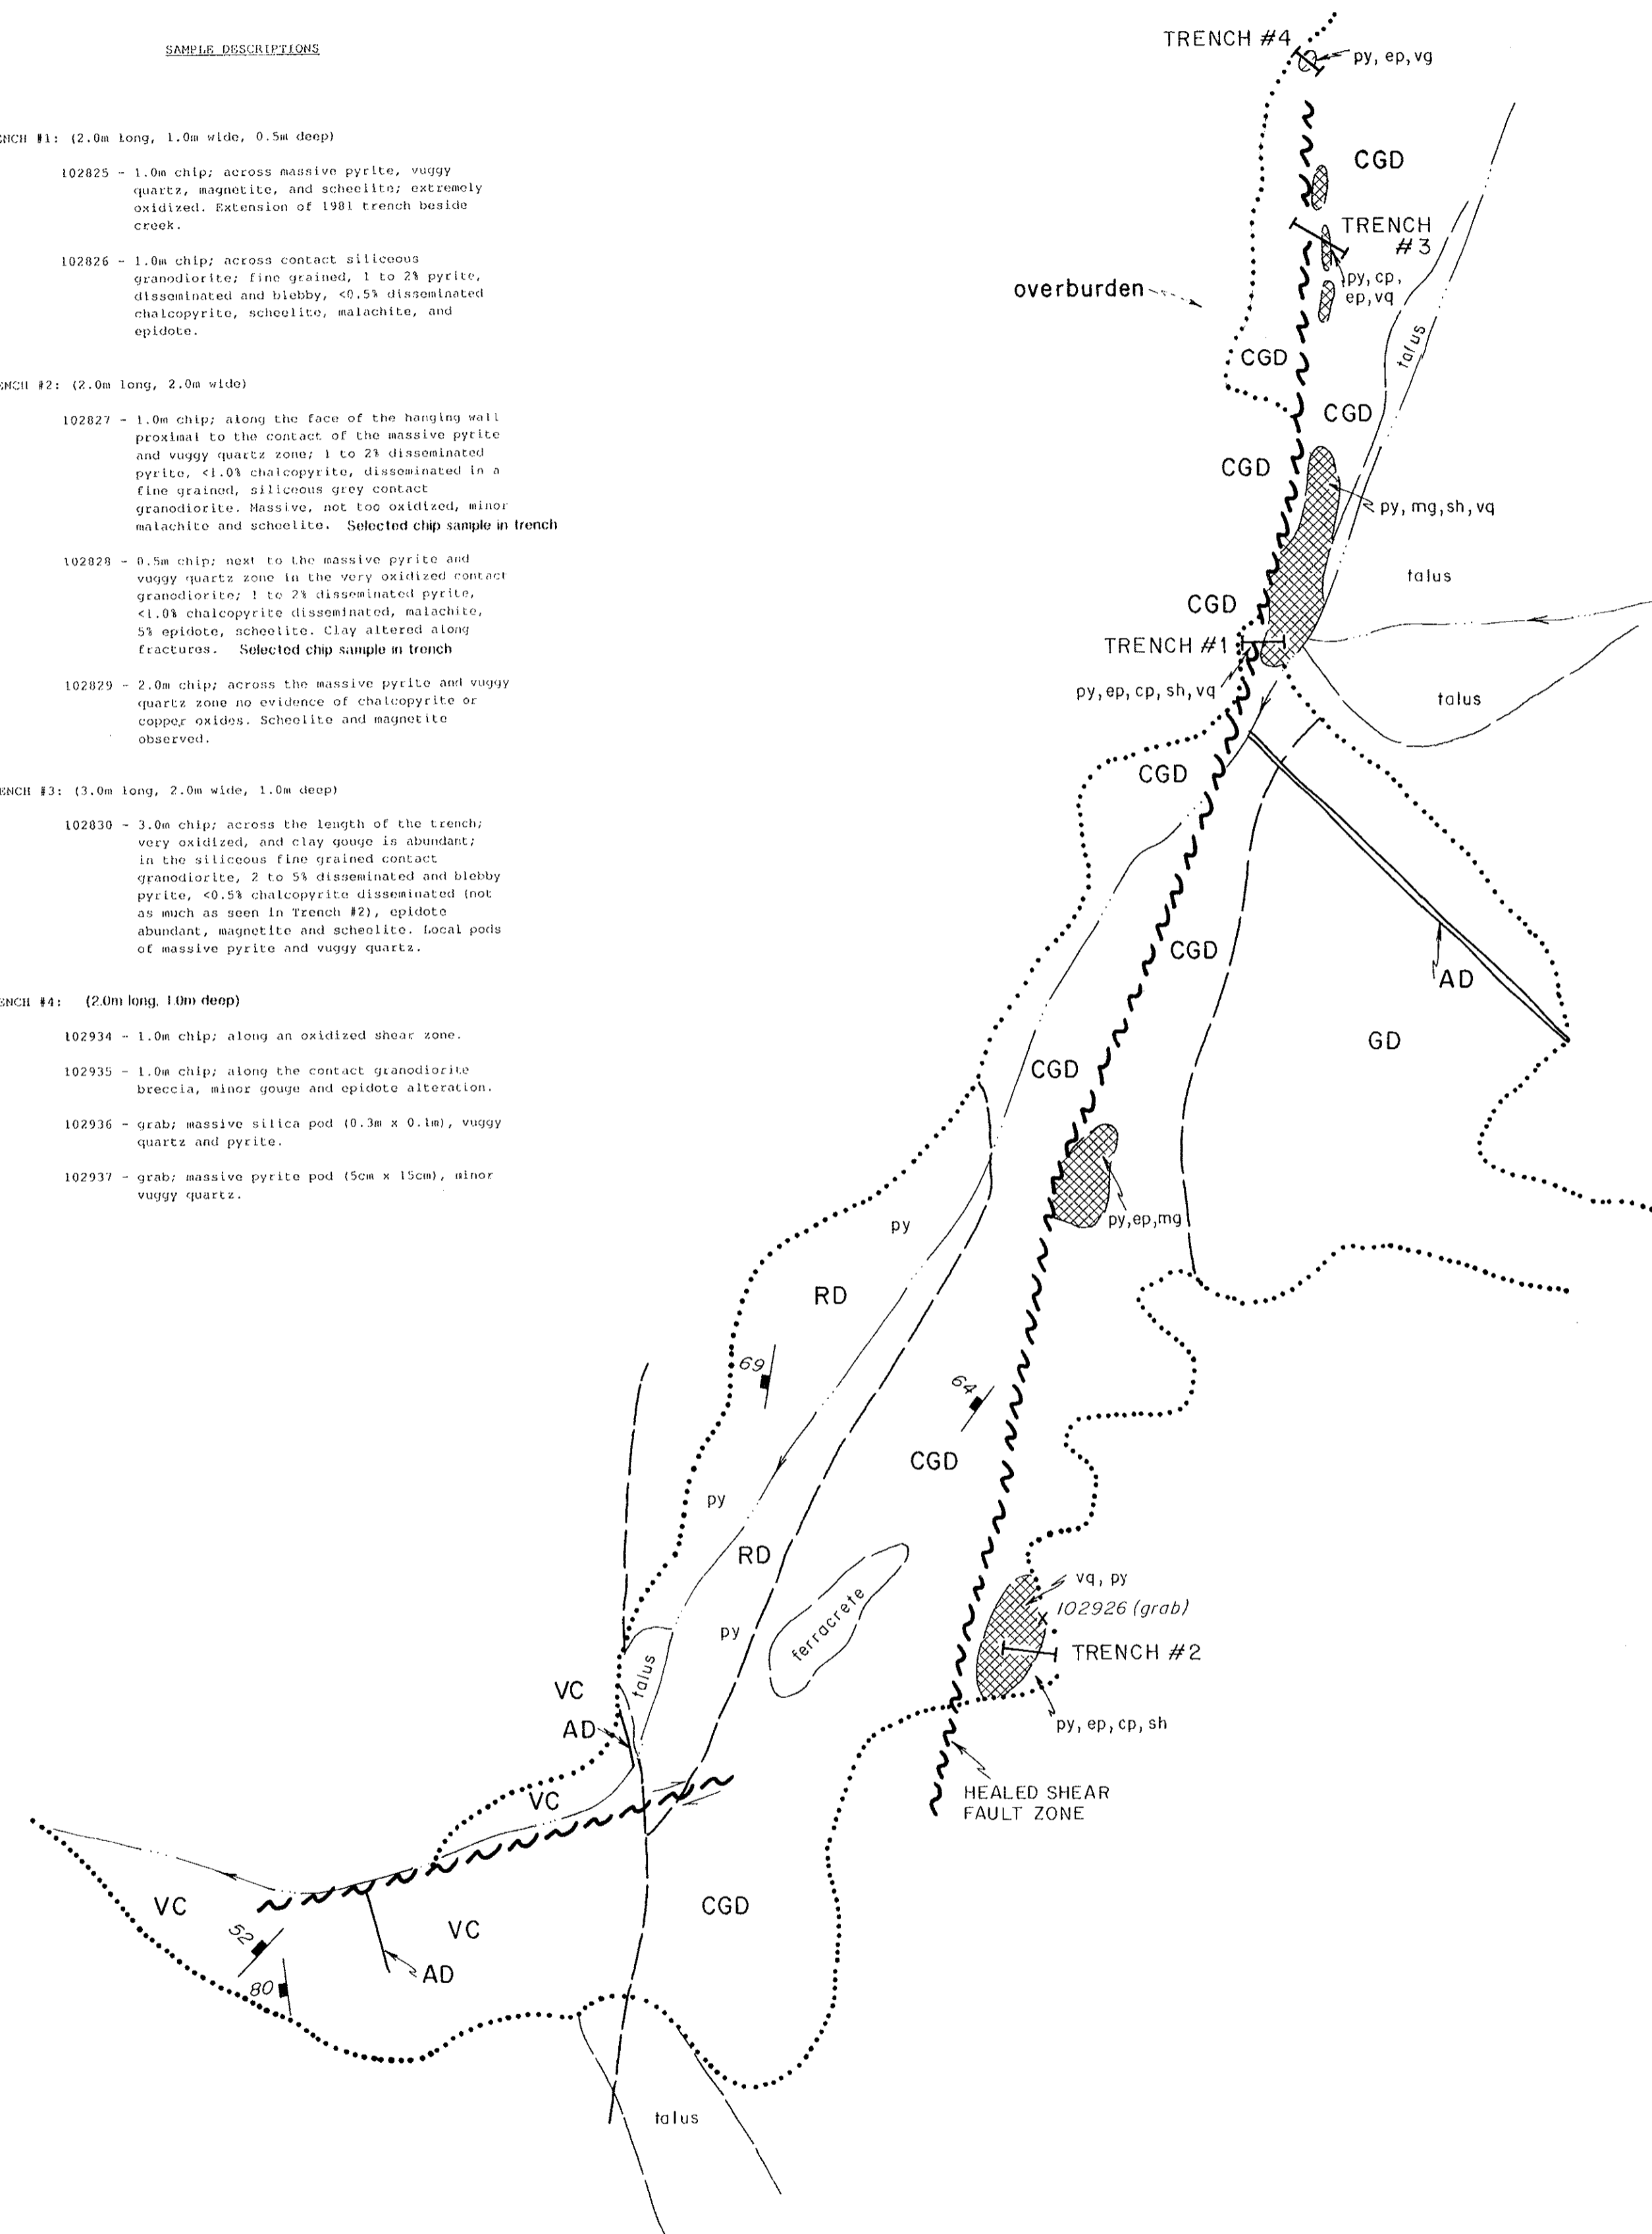 SAMPLE DESCRIPTIONS
ENCH #1: (2.0m long, 1.0m wide, 0.5m deep)
102825 - 1.0m chip; across massive pyrite, vuggy
quartz, magnetite, and scheelite; extremely
oxidized. Extension of 1981 trench beside
creek.
102826 - 1.0m chip; across contact siliceous
granodiorite; fine grained, 1 to 2% pyrite,
disseminated and blebby, <0.5% disseminated
chalcopyrite, scheelite, malachite, and
epidote.
ENCH #2: (2.0m long, 2.0m wide)
102827 - 1.0m chip; along the face of the hanging wall
proximal to the contact of the massive pyrite
and vuggy quartz zone; 1 to 2% disseminated
pyrite, <1.0% chalcopyrite, disseminated in a
fine grained, siliceous grey contact
granodiorite. Massive, not too oxidized, minor
malachite and scheelite. Selected chip sample in trench
102828 - 0.5m chip; next to the massive pyrite and
vuggy quartz zone in the very oxidized contact
granodiorite; 1 to 2% disseminated pyrite,
<1.0% chalcopyrite disseminated, malachite,
5% epidote, scheelite. Clay altered along
fractures. Selected chip sample in trench
102829 - 2.0m chip; across the massive pyrite and vuggy
quartz zone no evidence of chalcopyrite or
copper oxides. Scheelite and magnetite
observed.
ENCH #3: (3.0m long, 2.0m wide, 1.0m deep)
102830 - 3.0m chip; across the length of the trench;
very oxidized, and clay gouge is abundant;
in the siliceous fine grained contact
granodiorite, 2 to 5% disseminated and blebby
pyrite, <0.5% chalcopyrite disseminated (not
as much as seen in Trench #2), epidote
abundant, magnetite and scheelite. Local pods
of massive pyrite and vuggy quartz.
ENCH #4: (2.0m long, 1.0m deep)
102934 - 1.0m chip; along an oxidized shear zone.
102935 - 1.0m chip; along the contact granodiorite
breccia, minor gouge and epidote alteration.
102936 - grab; massive silica pod (0.3m x 0.1m), vuggy
quartz and pyrite.
102937 - grab; massive pyrite pod (5cm x 15cm), minor
vuggy quartz.
TRENCH #4
py, ep, vg
CGD
TRENCH
#3
py, cp,
ep, vq
overburden
talus
CGD
CGD
CGD
py, mg, sh, vq
talus
CGD
TRENCH #1
py, ep, cp, sh, vq
talus
CGD
CGD
AD
GD
CGD
py
py, ep, mg
RD
69
64
CGD
py
RD
vq, py
102926 (grab)
py
ferracrete
TRENCH #2
talus
VC
AD
py, ep, cp, sh
HEALED SHEAR
FAULT ZONE
VC
VC
CGD
52
VC
AD
80
talus